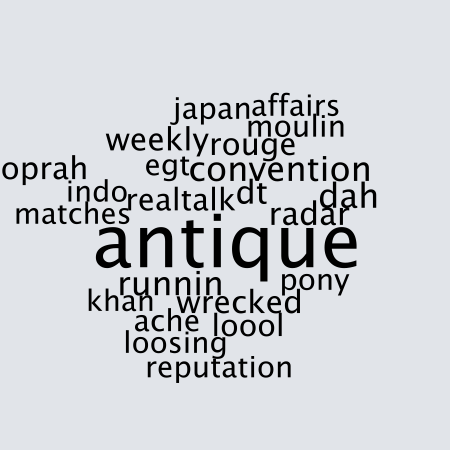 japan affairs
moulin
weekly rouge
oprah egt convention
indo realtalk dt dah
matches radar
antique
runnin pony
khan wrecked
ache loool
loosing
reputation